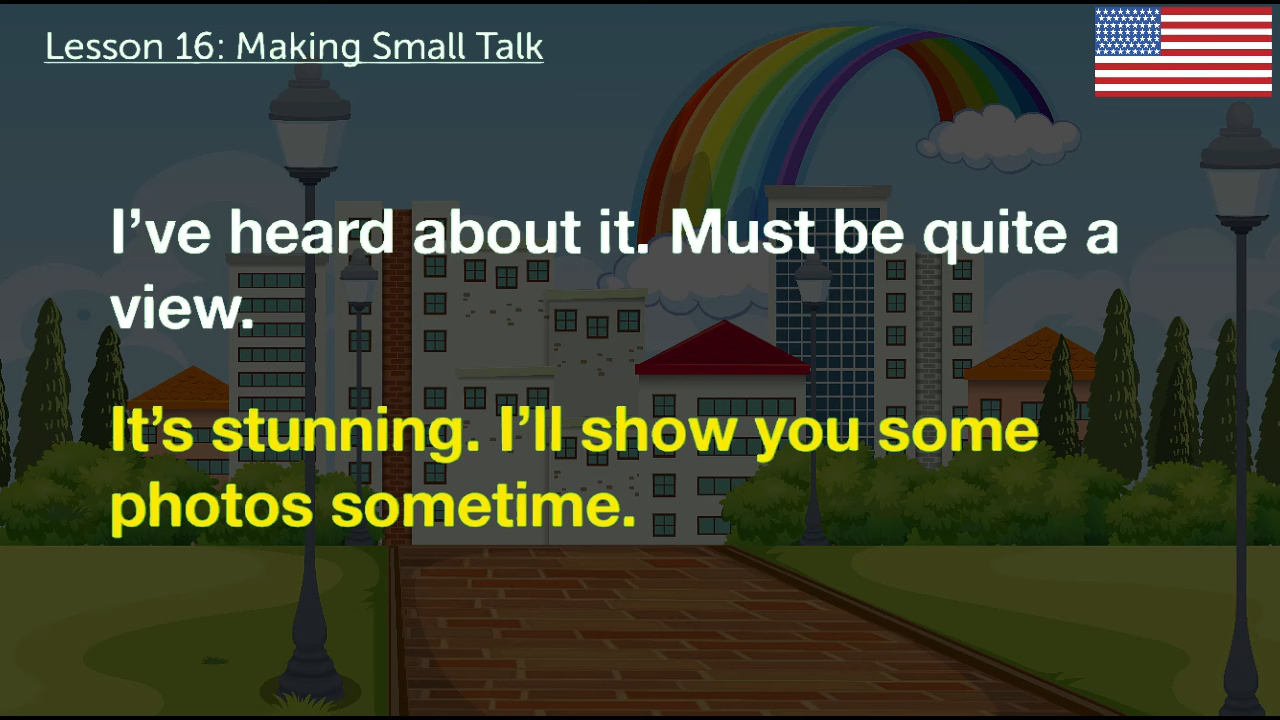 Lesson 16: Making Small Talk
I’ve heard about it. Must be quite a
view.
It’s stunning. I’ll show you some
photos sometime.